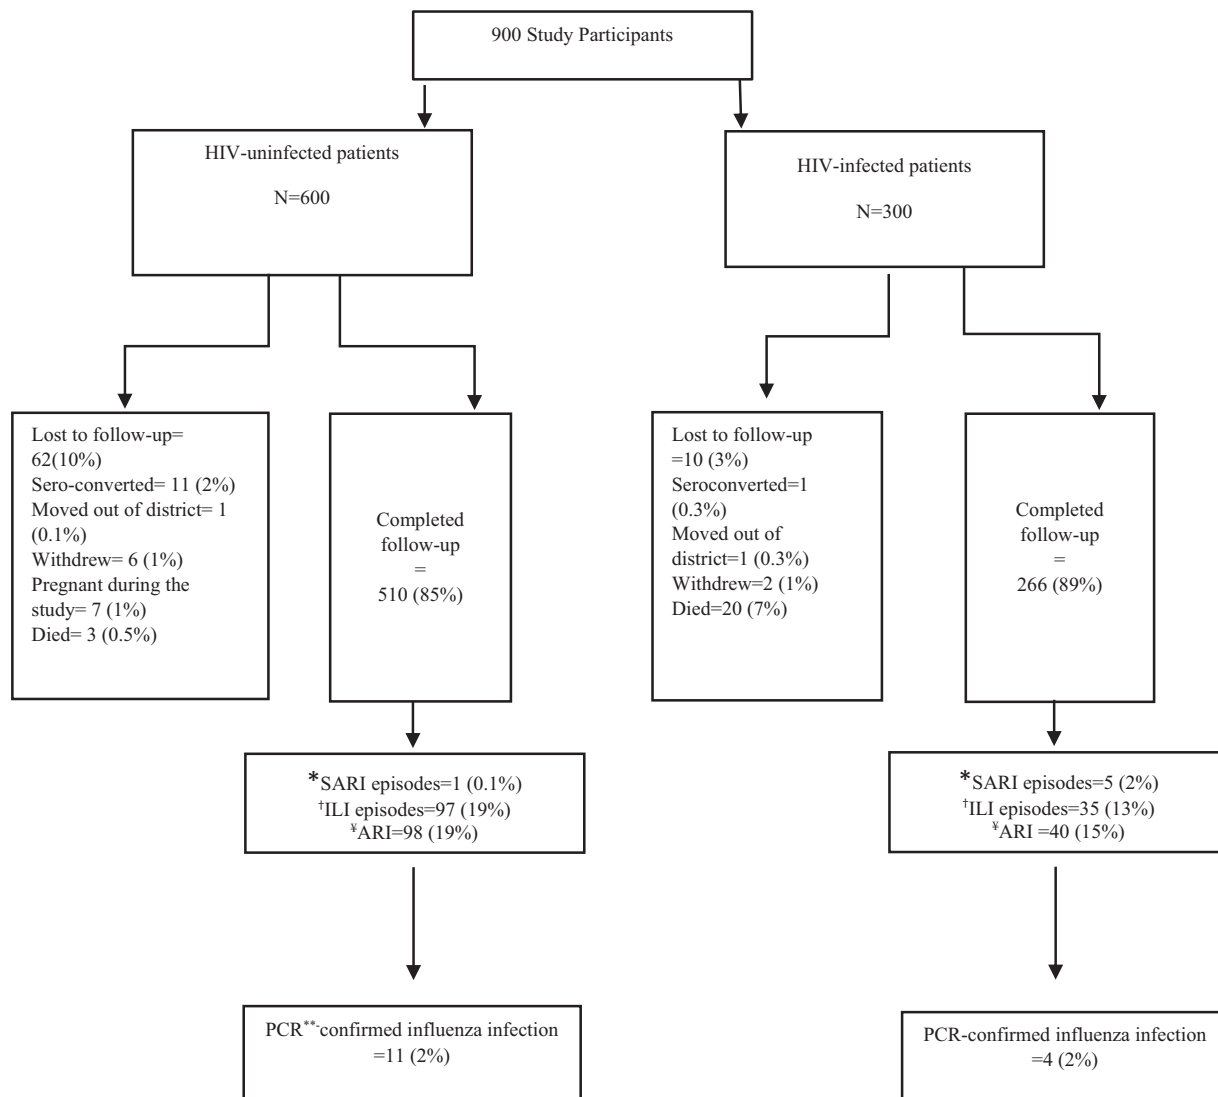 900 Study Participants
HIV-uninfected patients
N=600
HIV-infected patients
N=300
Lost to follow-up=
62(10%)
Sero-converted= 11 (2%)
Moved out of district= 1
(0.1%)
Withdrew= 6 (1%)
Pregnant during the
study= 7 (1%)
Died= 3 (0.5%)
Completed
follow-up
=
510 (85%)
Lost to follow-up
=10 (3%)
Seroconverted=1
(0.3%)
Moved out of
district=1 (0.3%)
Withdrew=2 (1%)
Died=20 (7%)
Completed
follow-up
=
266 (89%)
*SARI episodes=1 (0.1%)
†ILI episodes=97 (19%)
¥ARI=98 (19%)
*SARI episodes=5 (2%)
†ILI episodes=35 (13%)
¥ARI =40 (15%)
PCR**-confirmed influenza infection
=11 (2%)
PCR-confirmed influenza infection
=4 (2%)